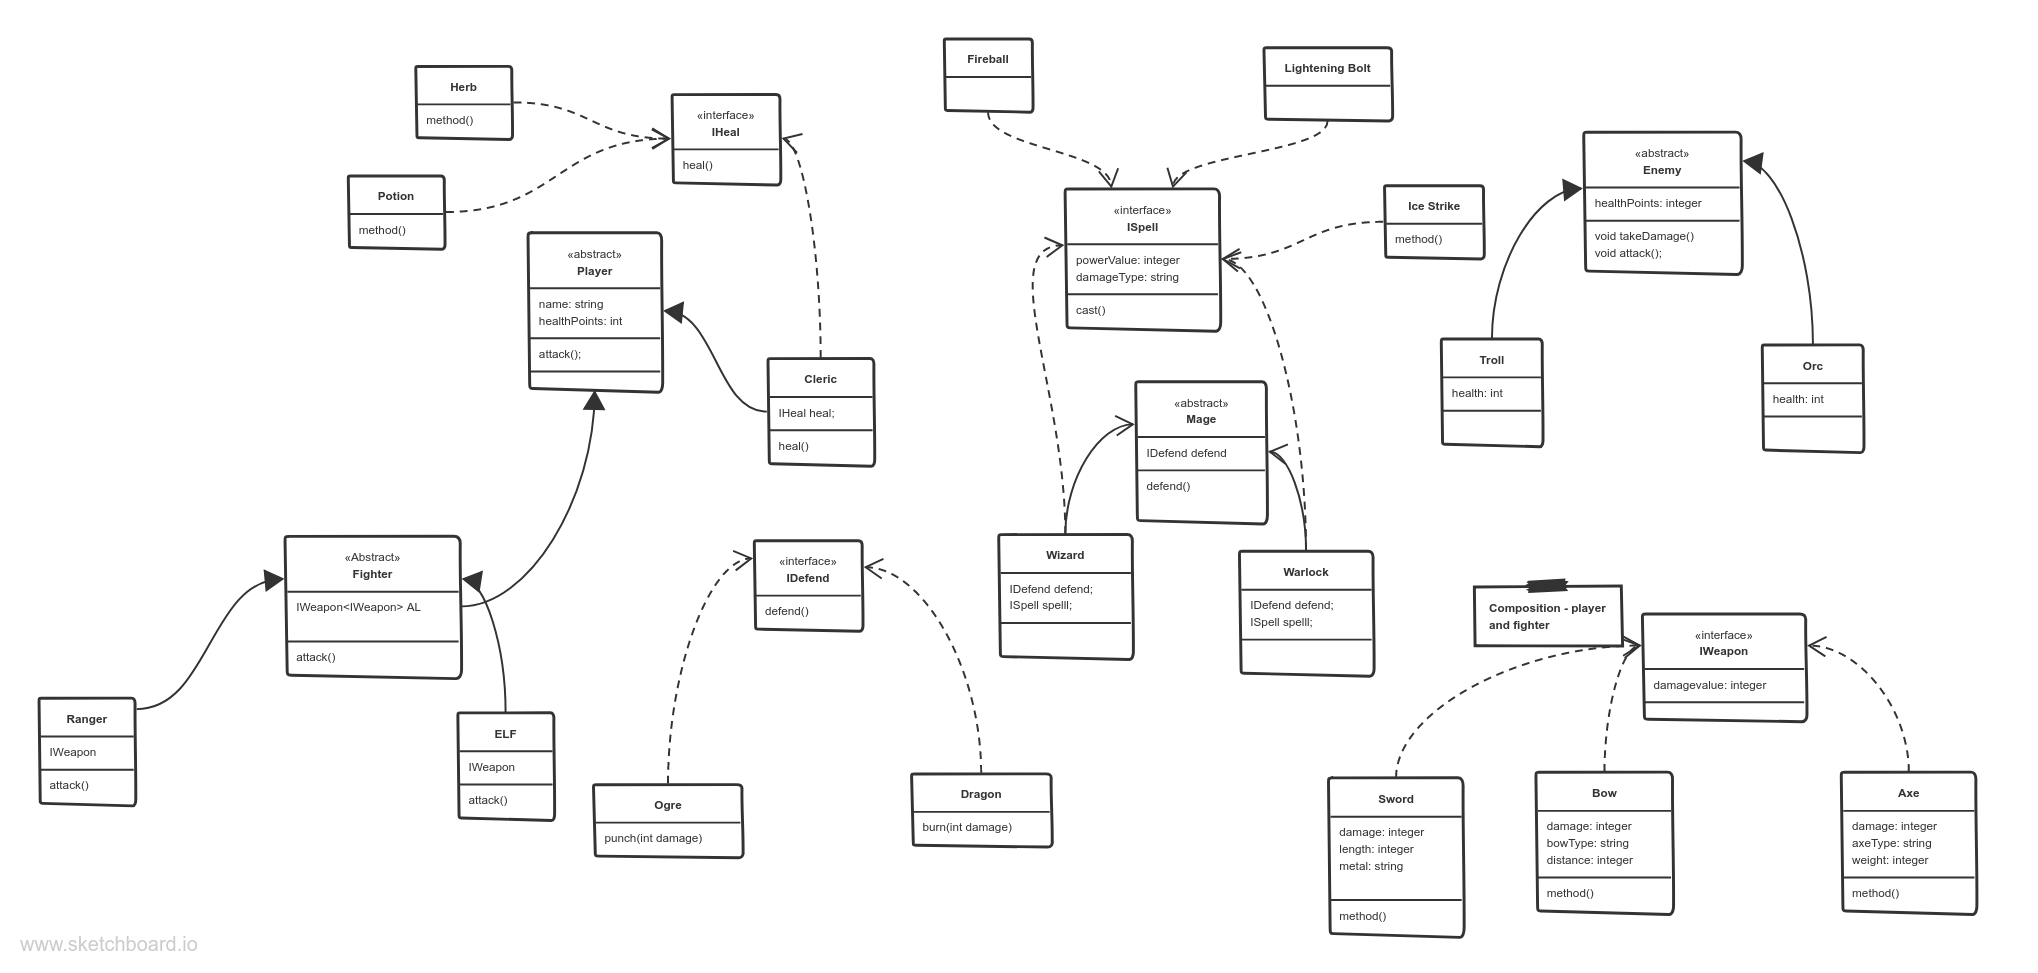 Herb
method()
Potion
method()
«interface»
IHeal
heal()
«abstract»
Player
name: string
healthPoints: int
attack();
Cleric
IHeal heal;
heal()
«Abstract»
Fighter
IWeapon<IWeapon> AL
attack()
Ranger
IWeapon
attack()
ELF
IWeapon
attack()
Fireball
Lightening Bolt
«interface»
ISpell
powerValue: integer
damageType: string
cast()
Ice Strike
method()
«abstract»
Mage
IDefend defend
defend()
Wizard
IDefend defend;
ISpell spelll;
Warlock
IDefend defend;
ISpell spelll;
«interface»
IDefend
defend()
Ogre
punch(int damage)
Dragon
burn(int damage)
«abstract»
Enemy
healthPoints: integer
void takeDamage()
void attack();
Troll
health: int
Orc
health: int
Composition - player
and fighter
«interface»
IWeapon
damagevalue: integer
Sword
damage: integer
length: integer
metal: string
method()
Bow
damage: integer
bowType: string
distance: integer
method()
Axe
damage: integer
axeType: string
weight: integer
method()
www.sketchboard.io